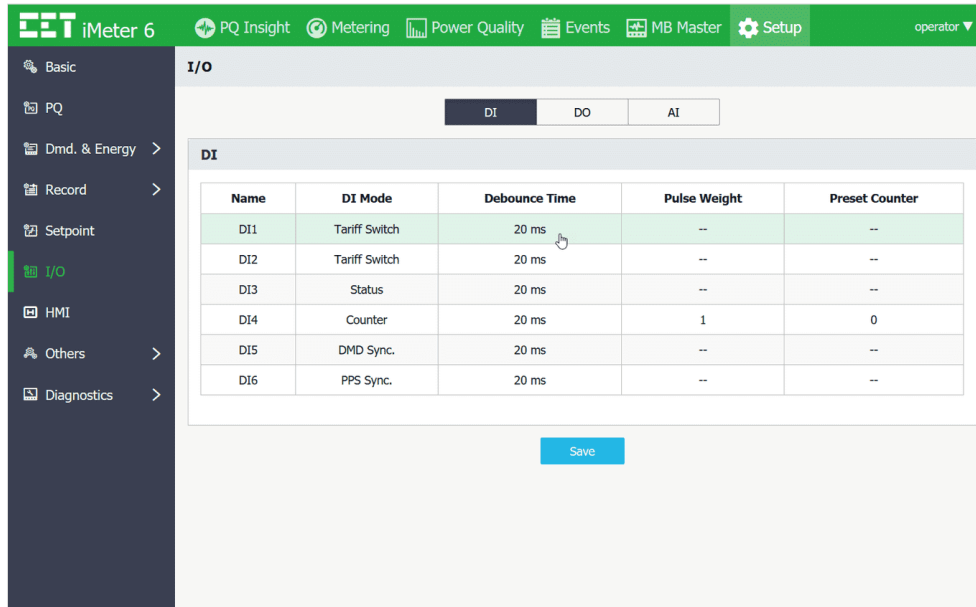 CET iMeter 6 PQ Insight Metering Power Quality Events MB Master Setup operator
Basic
PQ
Dmd. & Energy
Record
Setpoint
I/O
HMI
Others
Diagnostics
I/O
DI DO AI
DI
Name DI Mode Debounce Time Pulse Weight Preset Counter
DI1 Tariff Switch 20 ms -- --
DI2 Tariff Switch 20 ms -- --
DI3 Status 20 ms -- --
DI4 Counter 20 ms 1 0
DI5 DMD Sync. 20 ms -- --
DI6 PPS Sync. 20 ms -- --
Save